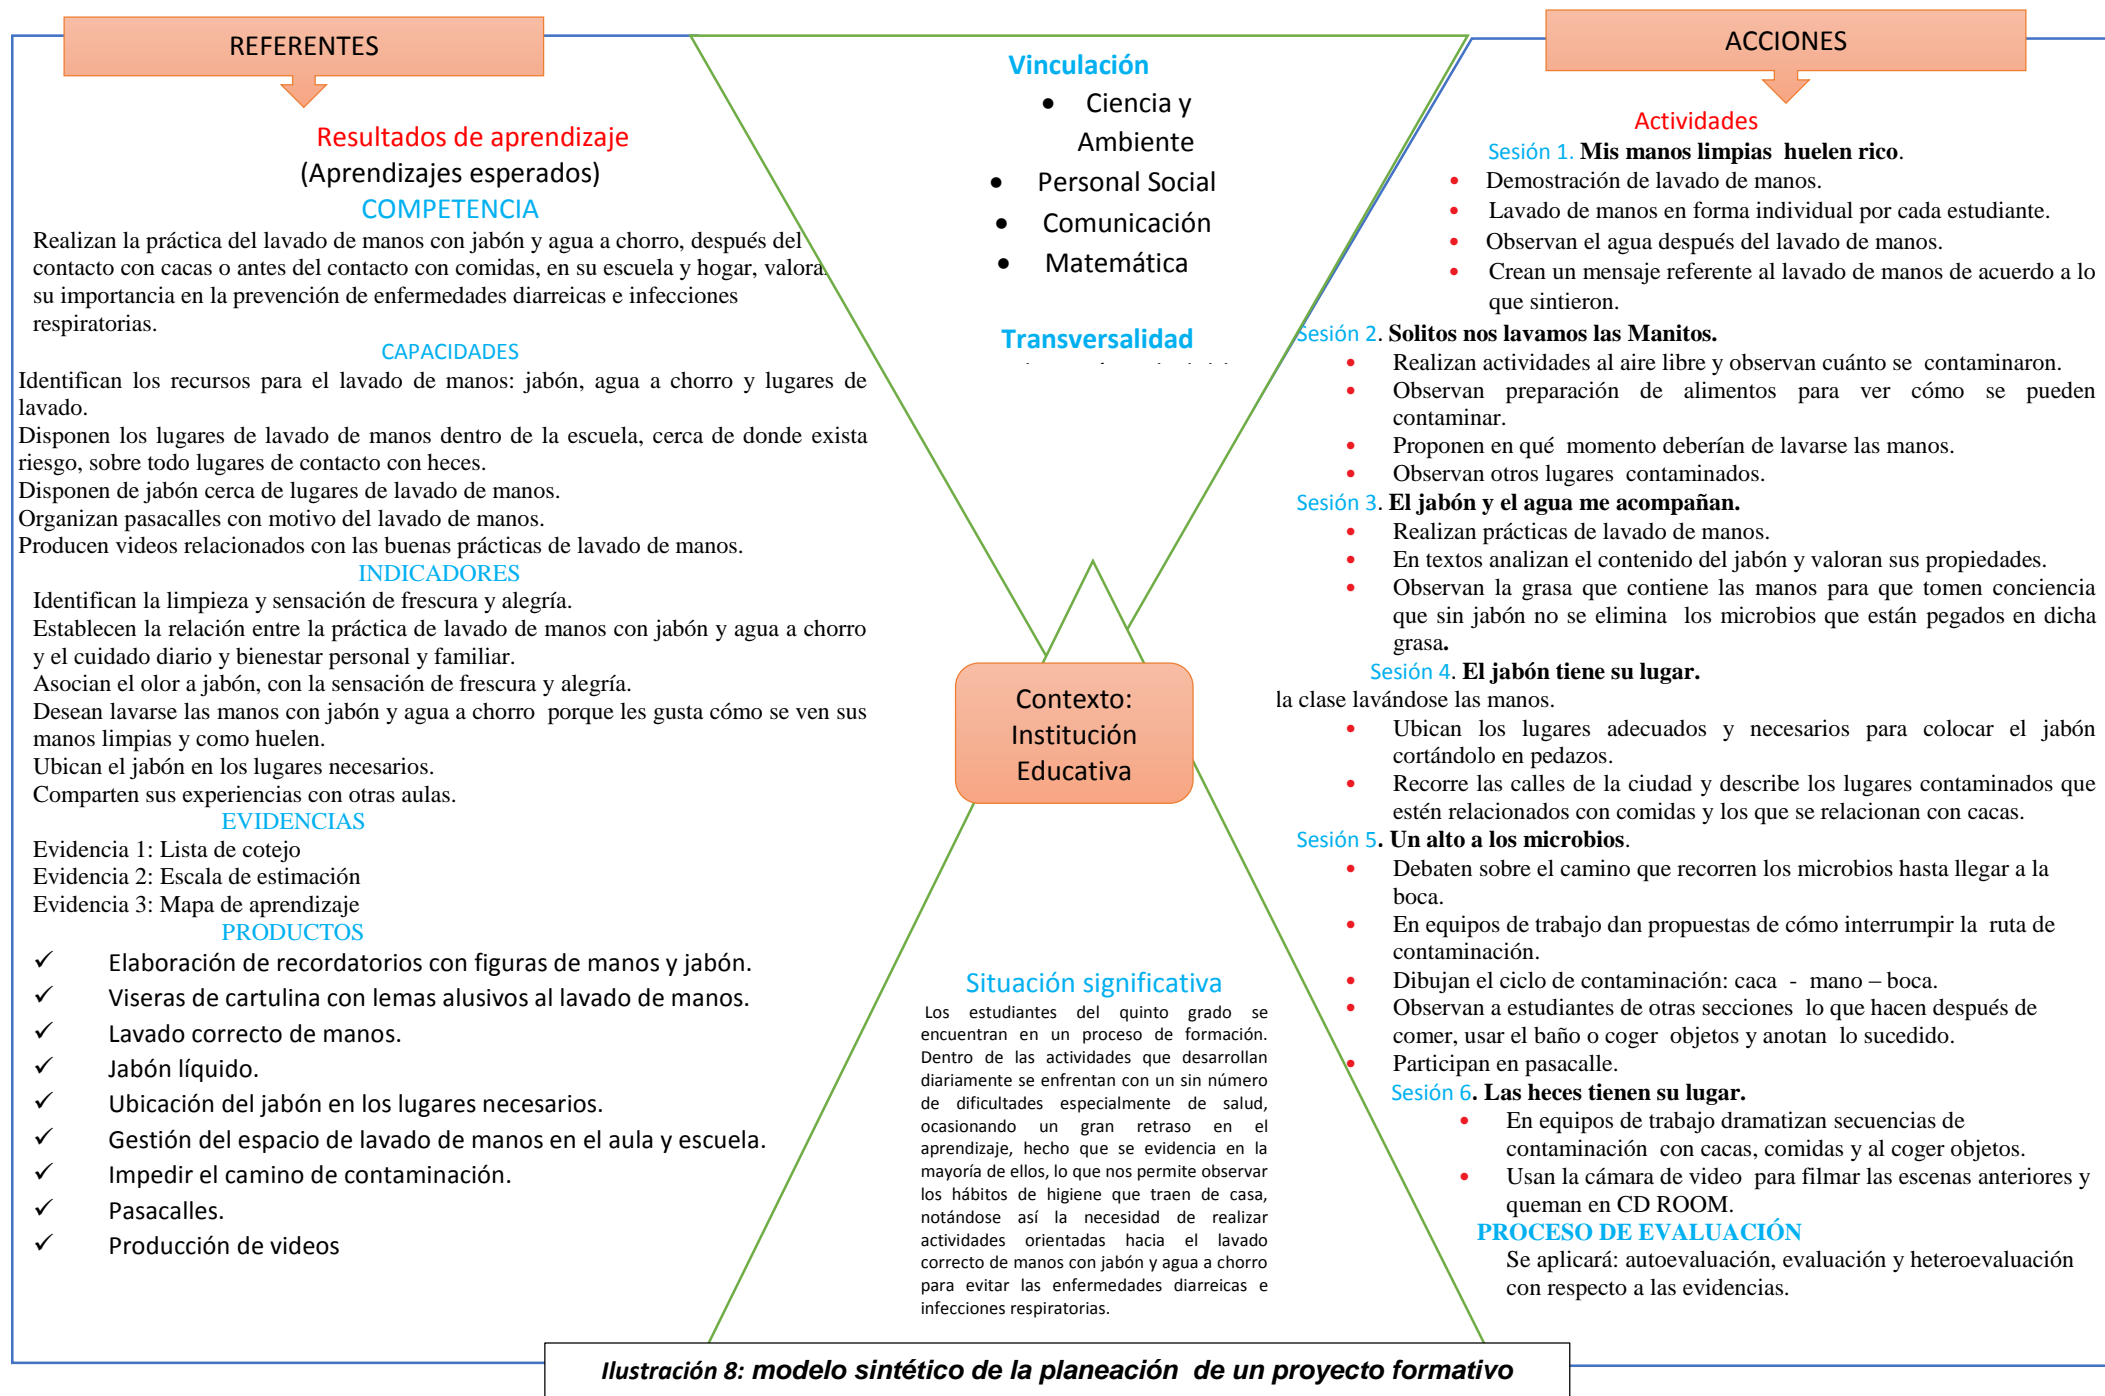 REFERENTES
Resultados de aprendizaje
(Aprendizajes esperados)
COMPETENCIA
Realizan la práctica del lavado de manos con jabón y agua a chorro, después del
contacto con cacas o antes del contacto con comidas, en su escuela y hogar, valora
su importancia en la prevención de enfermedades diarreicas e infecciones
respiratorias.
CAPACIDADES
Identifican los recursos para el lavado de manos: jabón, agua a chorro y lugares de
lavado.
Disponen los lugares de lavado de manos dentro de la escuela, cerca de donde exista
riesgo, sobre todo lugares de contacto con heces.
Disponen de jabón cerca de lugares de lavado de manos.
Organizan pasacalles con motivo del lavado de manos.
Producen videos relacionados con las buenas prácticas de lavado de manos.
INDICADORES
Identifican la limpieza y sensación de frescura y alegría.
Establecen la relación entre la práctica de lavado de manos con jabón y agua a chorro
y el cuidado diario y bienestar personal y familiar.
Asocian el olor a jabón, con la sensación de frescura y alegría.
Desean lavarse las manos con jabón y agua a chorro porque les gusta cómo se ven sus
manos limpias y como huelen.
Ubican el jabón en los lugares necesarios.
Comparten sus experiencias con otras aulas.
EVIDENCIAS
Evidencia 1: Lista de cotejo
Evidencia 2: Escala de estimación
Evidencia 3: Mapa de aprendizaje
PRODUCTOS
✓ Elaboración de recordatorios con figuras de manos y jabón.
✓ Viseras de cartulina con lemas alusivos al lavado de manos.
✓ Lavado correcto de manos.
✓ Jabón líquido.
✓ Ubicación del jabón en los lugares necesarios.
✓ Gestión del espacio de lavado de manos en el aula y escuela.
✓ Impedir el camino de contaminación.
✓ Pasacalles.
✓ Producción de videos
Vinculación
• Ciencia y
Ambiente
• Personal Social
• Comunicación
• Matemática
Transversalidad
Contexto:
Institución
Educativa
Situación significativa
Los estudiantes del quinto grado se
encuentran en un proceso de formación.
Dentro de las actividades que desarrollan
diariamente se enfrentan con un sin número
de dificultades especialmente de salud,
ocasionando un gran retraso en el
aprendizaje, hecho que se evidencia en la
mayoría de ellos, lo que nos permite observar
los hábitos de higiene que traen de casa,
notándose así la necesidad de realizar
actividades orientadas hacia el lavado
correcto de manos con jabón y agua a chorro
para evitar las enfermedades diarreicas e
infecciones respiratorias.
ACCIONES
Actividades
Sesión 1. Mis manos limpias huelen rico.
• Demostración de lavado de manos.
• Lavado de manos en forma individual por cada estudiante.
• Observan el agua después del lavado de manos.
• Crean un mensaje referente al lavado de manos de acuerdo a lo
que sintieron.
Sesión 2. Solitos nos lavamos las Manitos.
• Realizan actividades al aire libre y observan cuánto se contaminaron.
• Observan preparación de alimentos para ver cómo se pueden
contaminar.
• Proponen en qué momento deberían de lavarse las manos.
• Observan otros lugares contaminados.
Sesión 3. El jabón y el agua me acompañan.
• Realizan prácticas de lavado de manos.
• En textos analizan el contenido del jabón y valoran sus propiedades.
• Observan la grasa que contiene las manos para que tomen conciencia
que sin jabón no se elimina los microbios que están pegados en dicha
grasa.
Sesión 4. El jabón tiene su lugar.
la clase lavándose las manos.
• Ubican los lugares adecuados y necesarios para colocar el jabón
cortándolo en pedazos.
• Recorre las calles de la ciudad y describe los lugares contaminados que
estén relacionados con comidas y los que se relacionan con cacas.
Sesión 5. Un alto a los microbios.
• Debaten sobre el camino que recorren los microbios hasta llegar a la
boca.
• En equipos de trabajo dan propuestas de cómo interrumpir la ruta de
contaminación.
• Dibujan el ciclo de contaminación: caca - mano – boca.
• Observan a estudiantes de otras secciones lo que hacen después de
comer, usar el baño o coger objetos y anotan lo sucedido.
• Participan en pasacalle.
Sesión 6. Las heces tienen su lugar.
• En equipos de trabajo dramatizan secuencias de
contaminación con cacas, comidas y al coger objetos.
• Usan la cámara de video para filmar las escenas anteriores y
queman en CD ROOM.
PROCESO DE EVALUACIÓN
Se aplicará: autoevaluación, evaluación y heteroevaluación
con respecto a las evidencias.
Ilustración 8: modelo sintético de la planeación de un proyecto formativo